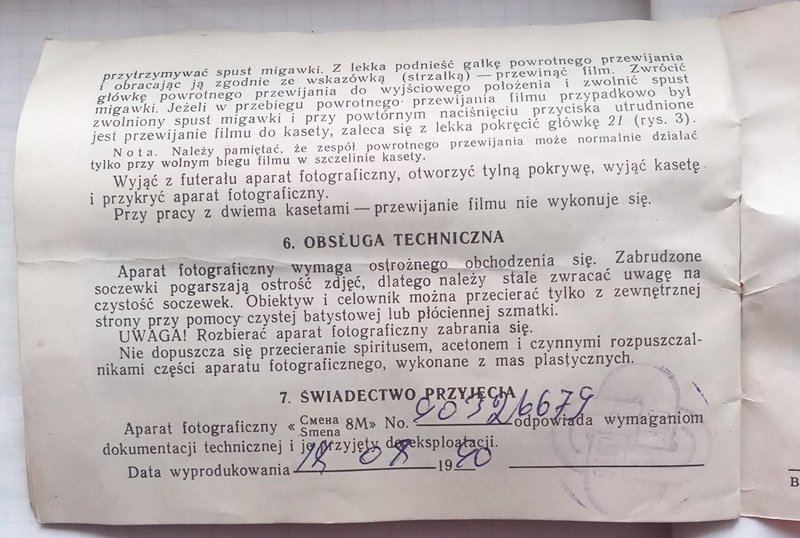 przytrzymywać spust migawki. Z lekka podnieść gałkę powrotnego przewijania
i obracając ją zgodnie ze wskazówką (strzałką) — przewinąć film. Zwrócić
główkę powrotnego przewijania do wyjściowego położenia i zwolnić spust
migawki. Jeżeli w przebiegu powrotnego przewijania filmu przypadkowo był
zwolniony spust migawki i przy powtórnym naciśnięciu przyciska utrudnione
jest przewijanie filmu do kasety, zaleca się z lekka pokręcić główkę 21 (rys. 3).
Nota. Należy pamiętać, że zespół powrotnego przewijania może normalnie działać
tylko przy wolnym biegu filmu w szczelinie kasety.
Wyjąć z futerału aparat fotograficzny, otworzyć tylną pokrywę, wyjąć kasetę
i przykryć aparat fotograficzny.
Przy pracy z dwiema kasetami — przewijanie filmu nie wykonuje się.
6. OBSŁUGA TECHNICZNA
Aparat fotograficzny wymaga ostrożnego obchodzenia się. Zabrudzone
soczewki pogarszają ostrość zdjęć, dlatego należy stale zwracać uwagę na
czystość soczewek. Obiektyw i celownik można przecierać tylko z zewnętrznej
strony przy pomocy czystej batystowej lub płóciennej szmatki.
UWAGA! Rozbierać aparat fotograficzny zabrania się.
Nie dopuszcza się przecieranie spiritusem, acetonem i czynnymi rozpuszczal-
nikami części aparatu fotograficznego, wykonane z mas plastycznych.
7. ŚWIADECTWO PRZYJĘCIA
Aparat fotograficzny «Смена Smena 8M» No. 90326679 odpowiada wymaganiom
dokumentacji technicznej i jest przyjęty do eksploatacji.
Data wyprodukowania 19 90
B